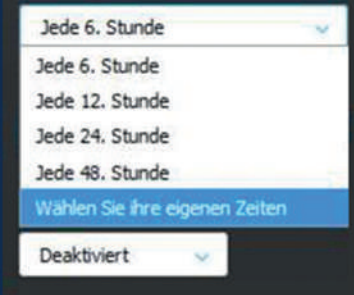 Jede 6. Stunde
Jede 6. Stunde
Jede 12. Stunde
Jede 24. Stunde
Jede 48. Stunde
Wählen Sie ihre eigenen Zeiten
Deaktiviert